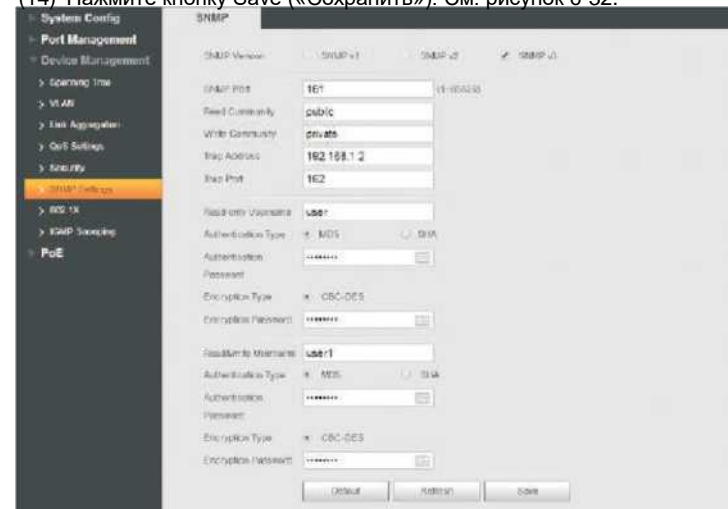 (14) Нажмите кнопку Save («Сохранить»). См. рисунок 6-32.
System Config
SNMP
Port Management
Device Management
SNMP Version SNMP v1 SNMP v2 SNMP v3
Spanning Tree
SNMP Port 161
VLAN
Read Community public
Link Aggregation
Write Community private
QoS Settings
Trap Address 192.168.1.2
Security
Trap Port 162
SNMP Settings
802.1X
Read-only Username user
IGMP Snooping
Authentication Type MD5 SHA
PoE
Authentication
Password
Encryption Type CBC-DES
Encryption Password
Read&Write Username user1
Authentication Type MD5 SHA
Authentication
Password
Encryption Type CBC-DES
Encryption Password
Default Refresh Save